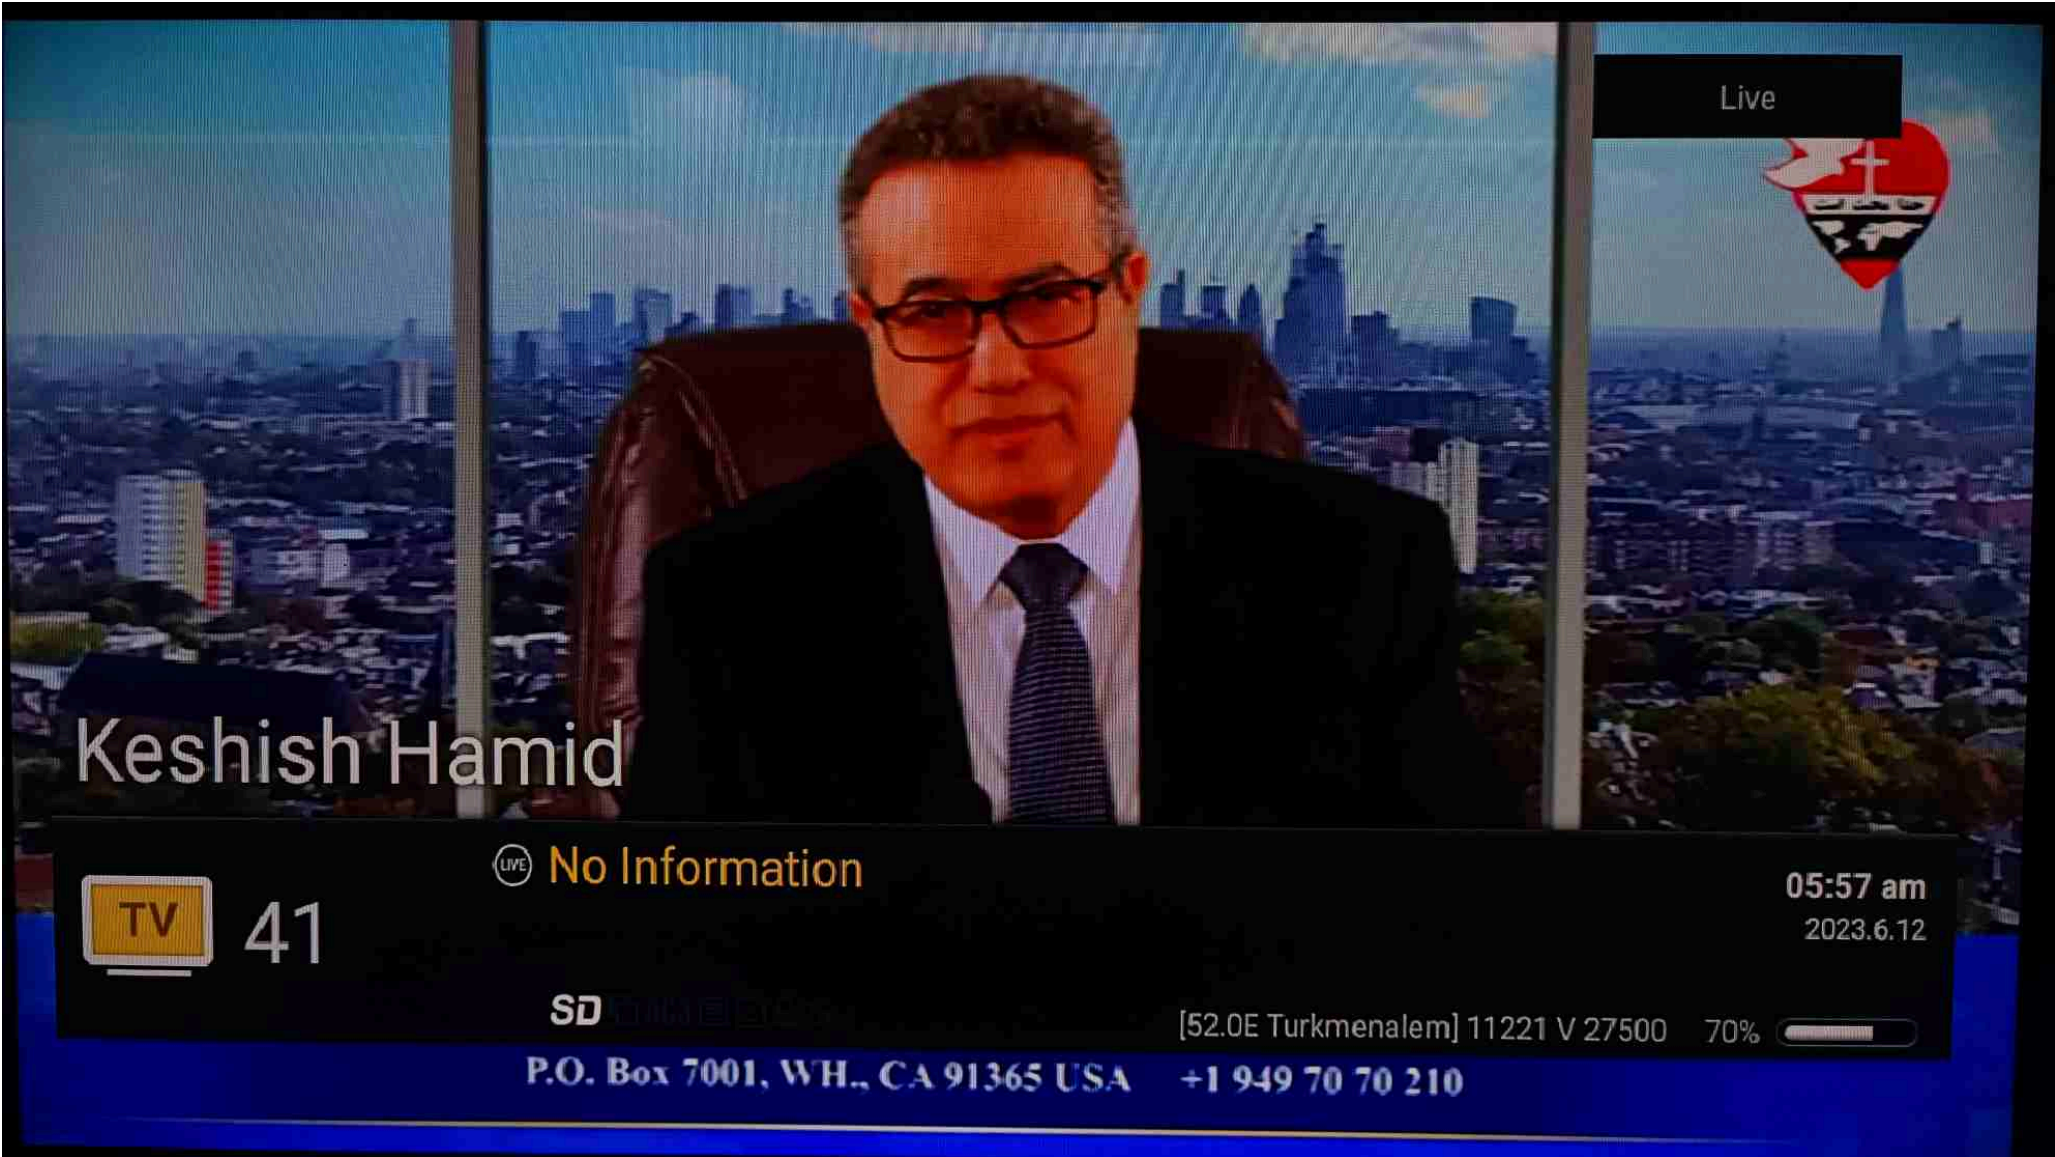 Live
Keshish Hamid
LIVE No Information
TV 41
05:57 am
2023.6.12
SD
[52.0E Turkmenalem] 11221 V 27500 70%
P.O. Box 7001, WH., CA 91365 USA +1 949 70 70 210